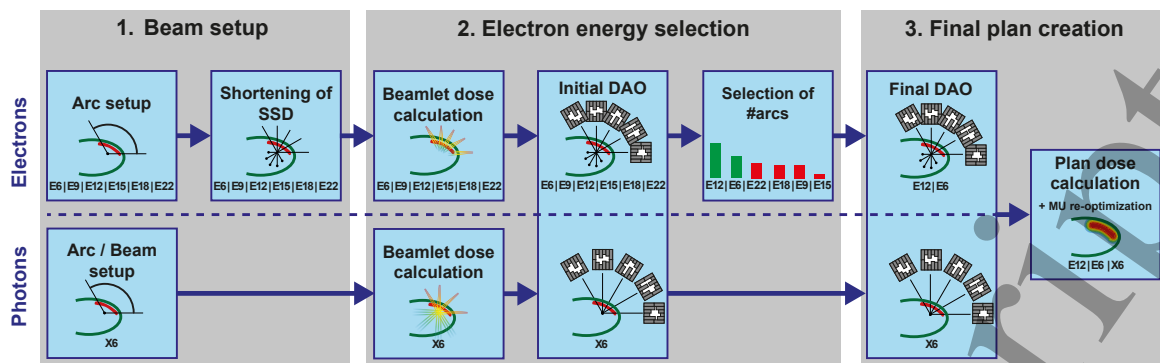 1. Beam setup
2. Electron energy selection
3. Final plan creation
Electrons
Arc setup
E6|E9|E12|E15|E18|E22
Shortening of
SSD
E6|E9|E12|E15|E18|E22
Beamlet dose
calculation
E6|E9|E12|E15|E18|E22
Initial DAO
E6|E9|E12|E15|E18|E22
Selection of
#arcs
E12|E6|E22|E18|E9|E15
Final DAO
E12|E6
Plan dose
calculation
+ MU re-optimization
E12|E6|X6
Photons
Arc / Beam
setup
X6
Beamlet dose
calculation
X6
X6
X6